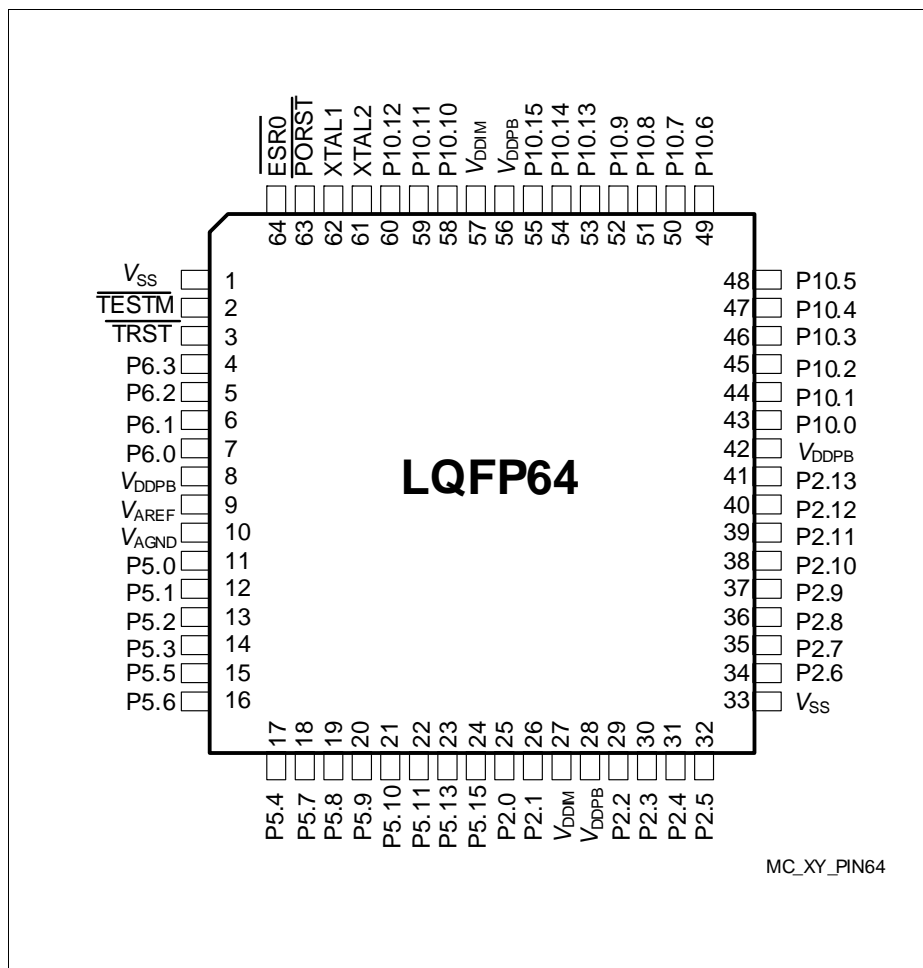 ESR0
PORST
XTAL1
XTAL2
P10.12
P10.11
P10.10
VDDIM
VDDPB
P10.15
P10.14
P10.13
P10.9
P10.8
P10.7
P10.6
64 63 62 61 60 59 58 57 56 55 54 53 52 51 50 49
VSS 1
TESTM 2
TRST 3
P6.3 4
P6.2 5
P6.1 6
P6.0 7
VDDPB 8
VAREF 9
VAGND 10
P5.0 11
P5.1 12
P5.2 13
P5.3 14
P5.5 15
P5.6 16
LQFP64
48 P10.5
47 P10.4
46 P10.3
45 P10.2
44 P10.1
43 P10.0
42 VDDPB
41 P2.13
40 P2.12
39 P2.11
38 P2.10
37 P2.9
36 P2.8
35 P2.7
34 P2.6
33 VSS
17 18 19 20 21 22 23 24 25 26 27 28 29 30 31 32
P5.4
P5.7
P5.8
P5.9
P5.10
P5.11
P5.13
P5.15
P2.0
P2.1
VDDIM
VDDPB
P2.2
P2.3
P2.4
P2.5
MC_XY_PIN64